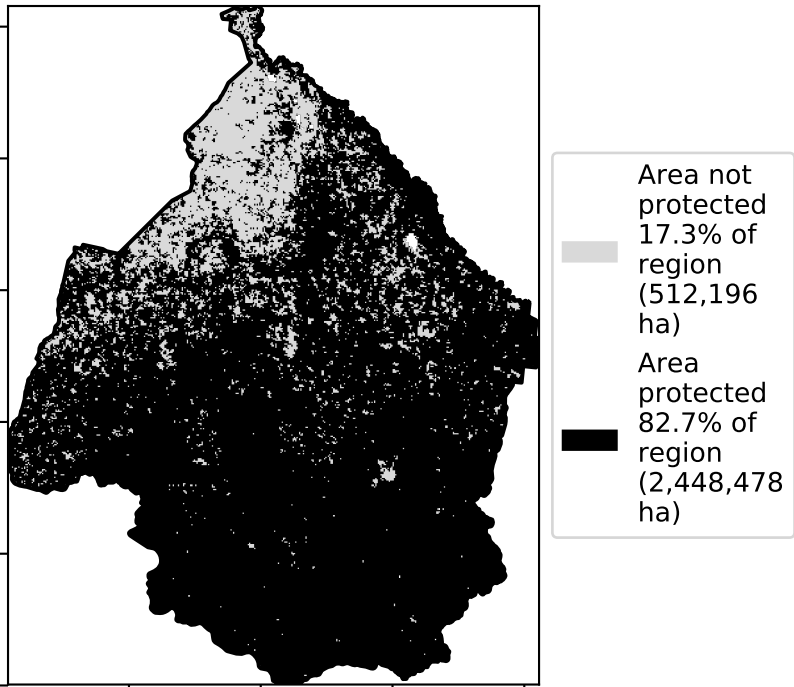 Area not
protected
17.3% of
region
(512,196
ha)
Area
protected
82.7% of
region
(2,448,478
ha)